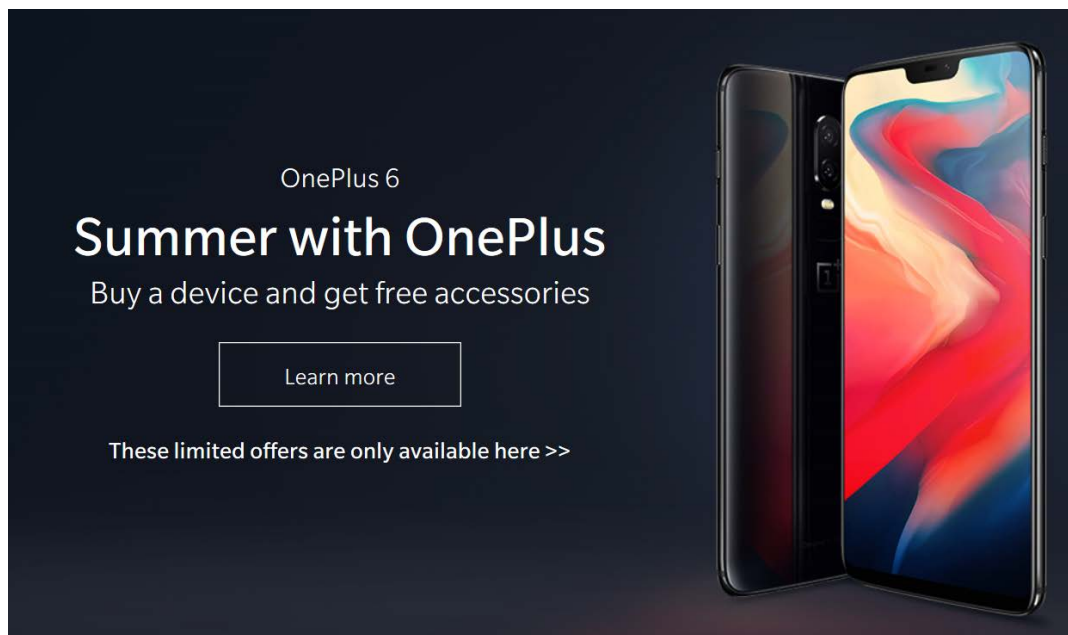 OnePlus 6
Summer with OnePlus
Buy a device and get free accessories
Learn more
These limited offers are only available here >>